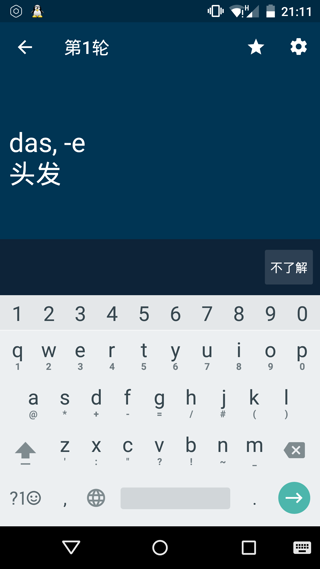 21:11
第1轮
das, -e
头发
不了解
1 2 3 4 5 6 7 8 9 0
q w e r t y u i o p
1 2 3 4 5 6 7 8 9 0
a s d f g h j k l
@ * + - = / # ( )
z x c v b n m
' : " ? ! ~ _
?1☺ , .